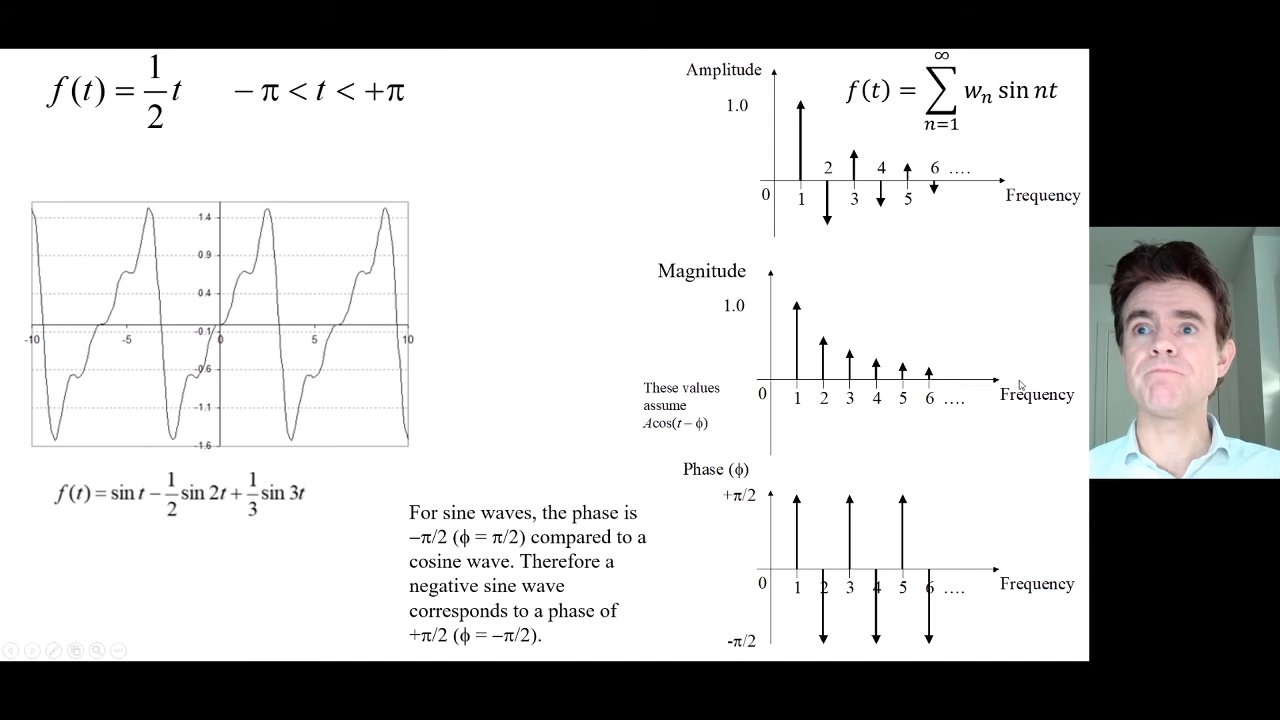 f(t) = 1/2 t  − π < t < +π
Amplitude
f(t) = ∑_{n=1}^{∞} w_n sin nt
1.0
2 4 6 ....
0 1 3 5 Frequency
1.4
0.9
0.4
-10 -5 -0.1 0 5 10
-0.6
-1.1
-1.6
f(t) = sin t − 1/2 sin 2t + 1/3 sin 3t
Magnitude
1.0
0 1 2 3 4 5 6 .... Frequency
These values
assume
Acos(t − ϕ)
For sine waves, the phase is
−π/2 (ϕ = π/2) compared to a
cosine wave. Therefore a
negative sine wave
corresponds to a phase of
+π/2 (ϕ = −π/2).
Phase (ϕ)
+π/2
0 1 2 3 4 5 6 .... Frequency
-π/2